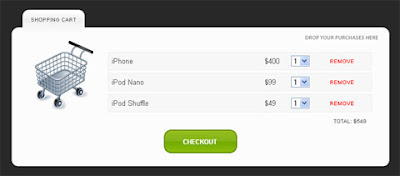 SHOPPING CART
DROP YOUR PURCHASES HERE
iPhone $400 1 REMOVE
iPod Nano $99 1 REMOVE
iPod Shuffle $49 1 REMOVE
TOTAL: $549
CHECKOUT